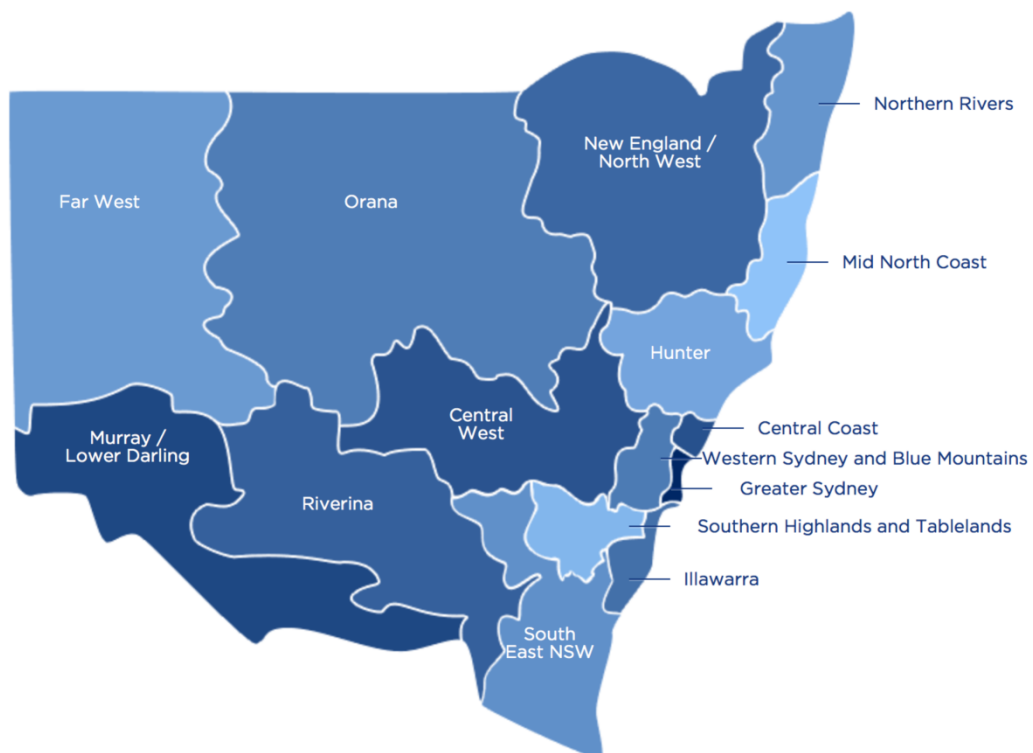 Northern Rivers
New England /
North West
Far West
Orana
Mid North Coast
Hunter
Murray /
Lower Darling
Central
West
Central Coast
Western Sydney and Blue Mountains
Greater Sydney
Riverina
Southern Highlands and Tablelands
Illawarra
South
East NSW